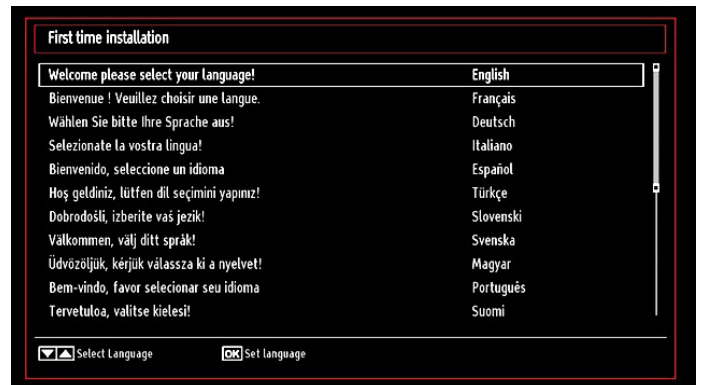 First time installation
Welcome please select your language! English
Bienvenue ! Veuillez choisir une langue. Français
Wählen Sie bitte Ihre Sprache aus! Deutsch
Selezionate la vostra lingua! Italiano
Bienvenido, seleccione un idioma Español
Hoş geldiniz, lütfen dil seçimini yapınız! Türkçe
Dobrodošli, izberite vaš jezik! Slovenski
Välkommen, välj ditt språk! Svenska
Üdvözöljük, kérjük válassza ki a nyelvet! Magyar
Bem-vindo, favor selecionar seu idioma Português
Tervetuloa, valitse kielesi! Suomi
Select Language OK Set language